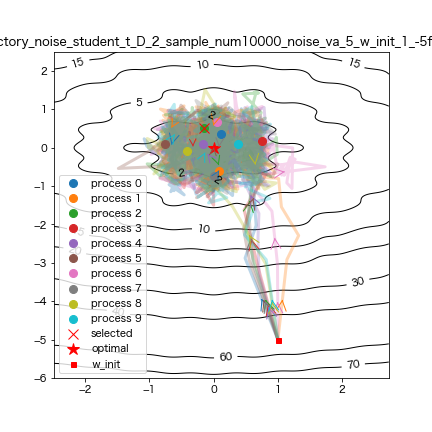 ctory_noise_student_t_D_2_sample_num10000_noise_va_5_w_init_1_-5f
15
10
15
5
2
2
2
10
30
60
70
process 0
process 1
process 2
process 3
process 4
process 5
process 6
process 7
process 8
process 9
selected
optimal
w_init
2
1
0
−1
−2
−3
−4
−5
−6
−2
−1
0
1
2